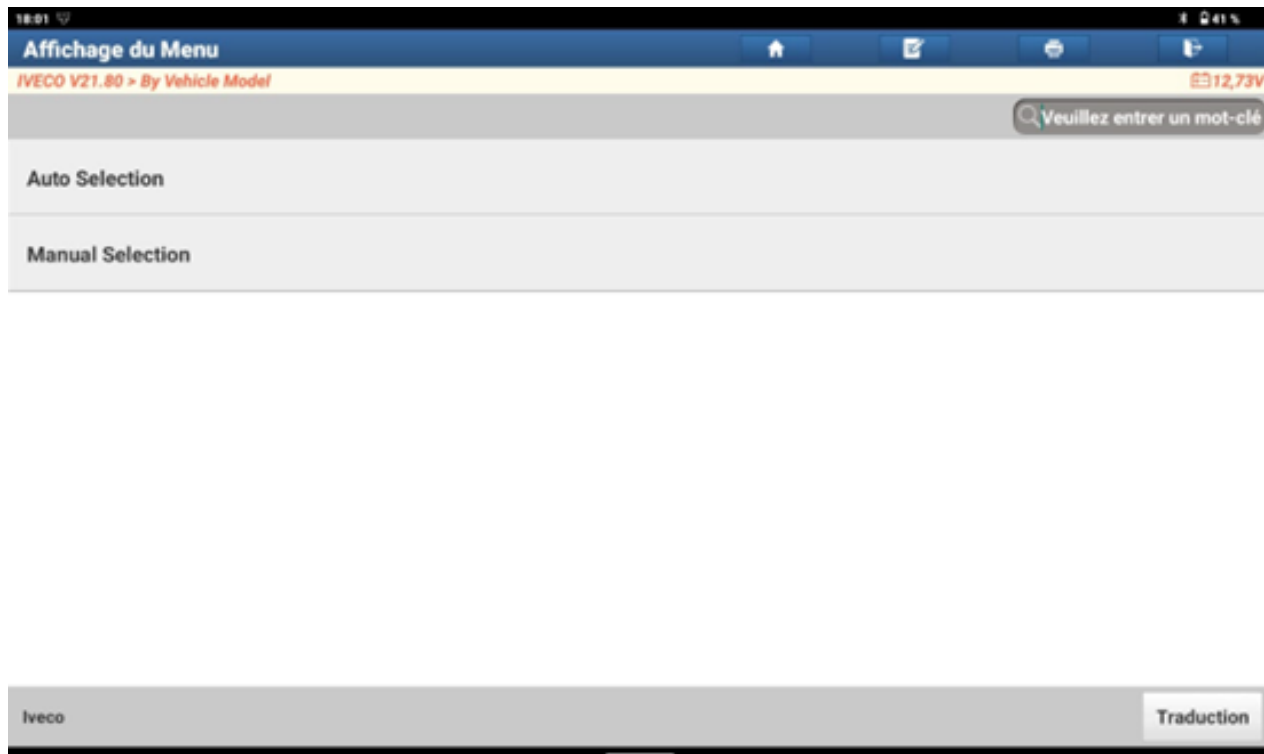 18:01
41 %
Affichage du Menu
IVECO V21.80 > By Vehicle Model
12,73V
Veuillez entrer un mot-clé
Auto Selection
Manual Selection
Iveco
Traduction